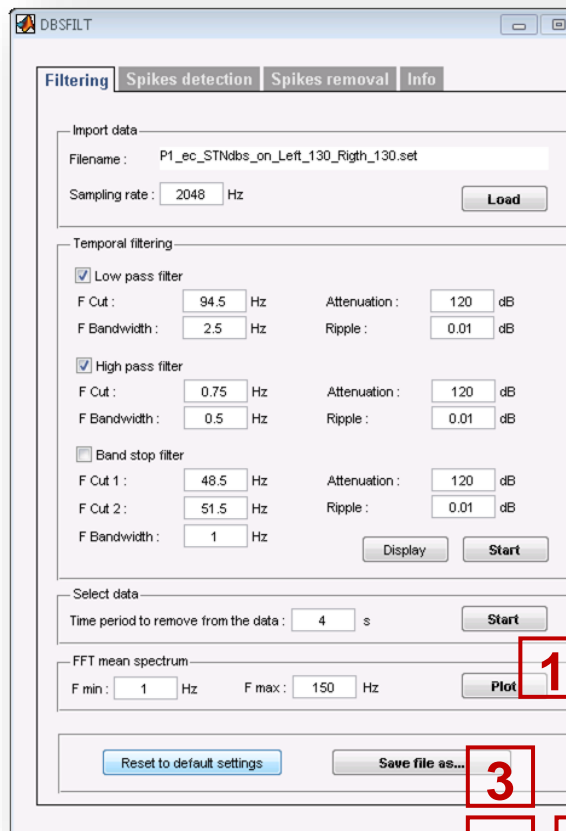 DBSFILT
Filtering Spikes detection Spikes removal Info
Import data
Filename : P1_ec_STNdbs_on_Left_130_Rigth_130.set
Sampling rate : 2048 Hz Load
Temporal filtering
Low pass filter
F Cut : 94.5 Hz Attenuation : 120 dB
F Bandwidth : 2.5 Hz Ripple : 0.01 dB
High pass filter
F Cut : 0.75 Hz Attenuation : 120 dB
F Bandwidth : 0.5 Hz Ripple : 0.01 dB
Band stop filter
F Cut 1 : 48.5 Hz Attenuation : 120 dB
F Cut 2 : 51.5 Hz Ripple : 0.01 dB
F Bandwidth : 1 Hz Display Start
Select data
Time period to remove from the data : 4 s Start
FFT mean spectrum
F min : 1 Hz F max : 150 Hz Plot 1
Reset to default settings Save file as... 3